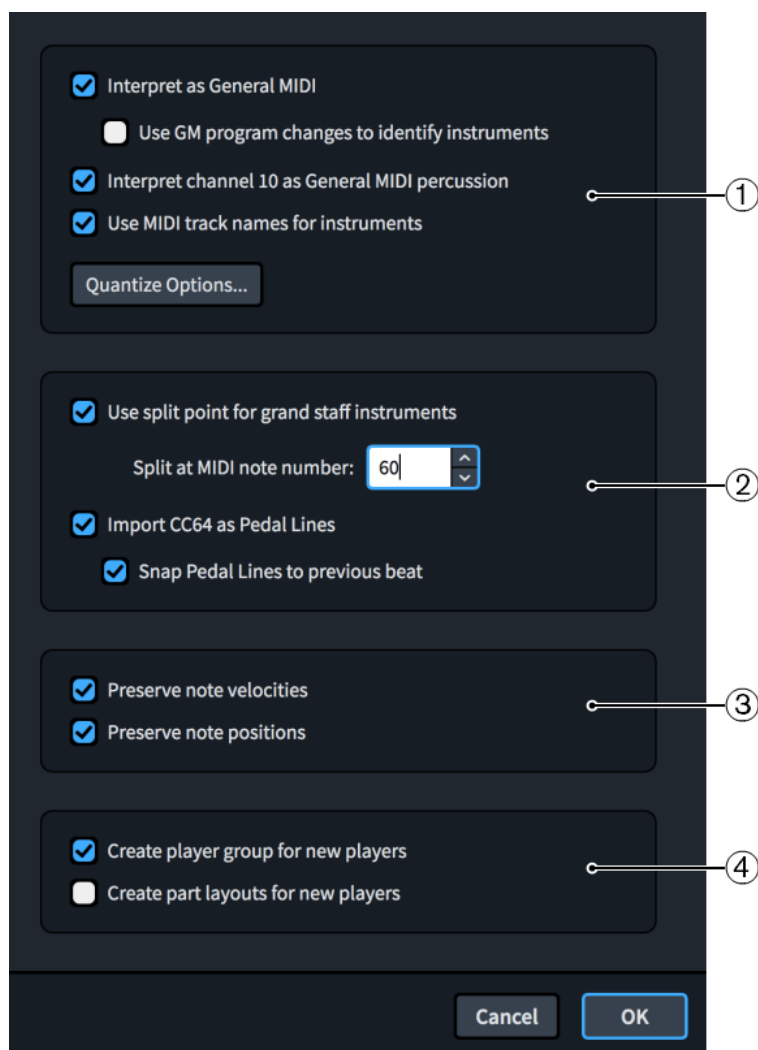 Interpret as General MIDI
Use GM program changes to identify instruments
Interpret channel 10 as General MIDI percussion
①
Use MIDI track names for instruments
Quantize Options...
Use split point for grand staff instruments
Split at MIDI note number: 60
②
Import CC64 as Pedal Lines
Snap Pedal Lines to previous beat
Preserve note velocities
③
Preserve note positions
Create player group for new players
④
Create part layouts for new players
Cancel OK